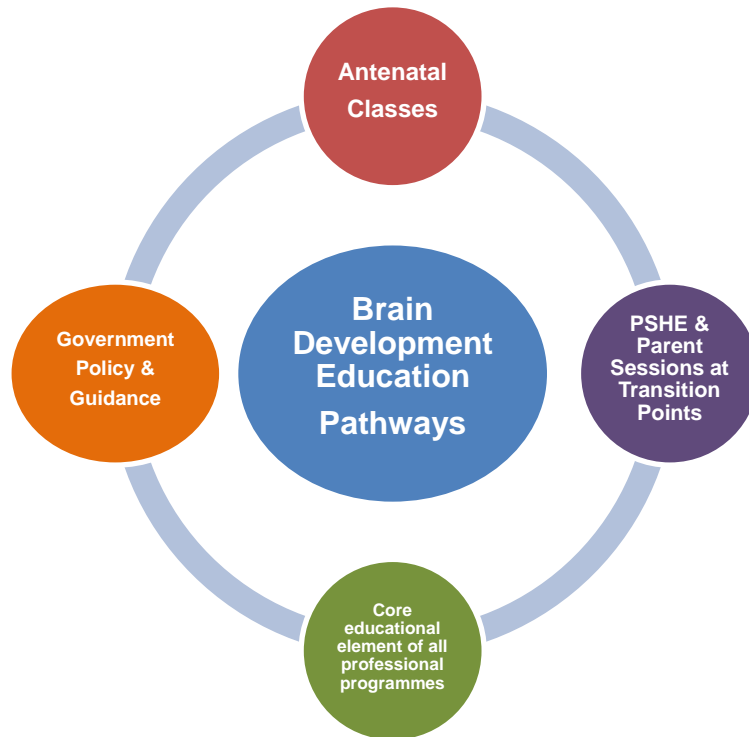 Antenatal
Classes
Brain
Development
Education
Pathways
PSHE &
Parent
Sessions at
Transition
Points
Government
Policy &
Guidance
Core
educational
element of all
professional
programmes